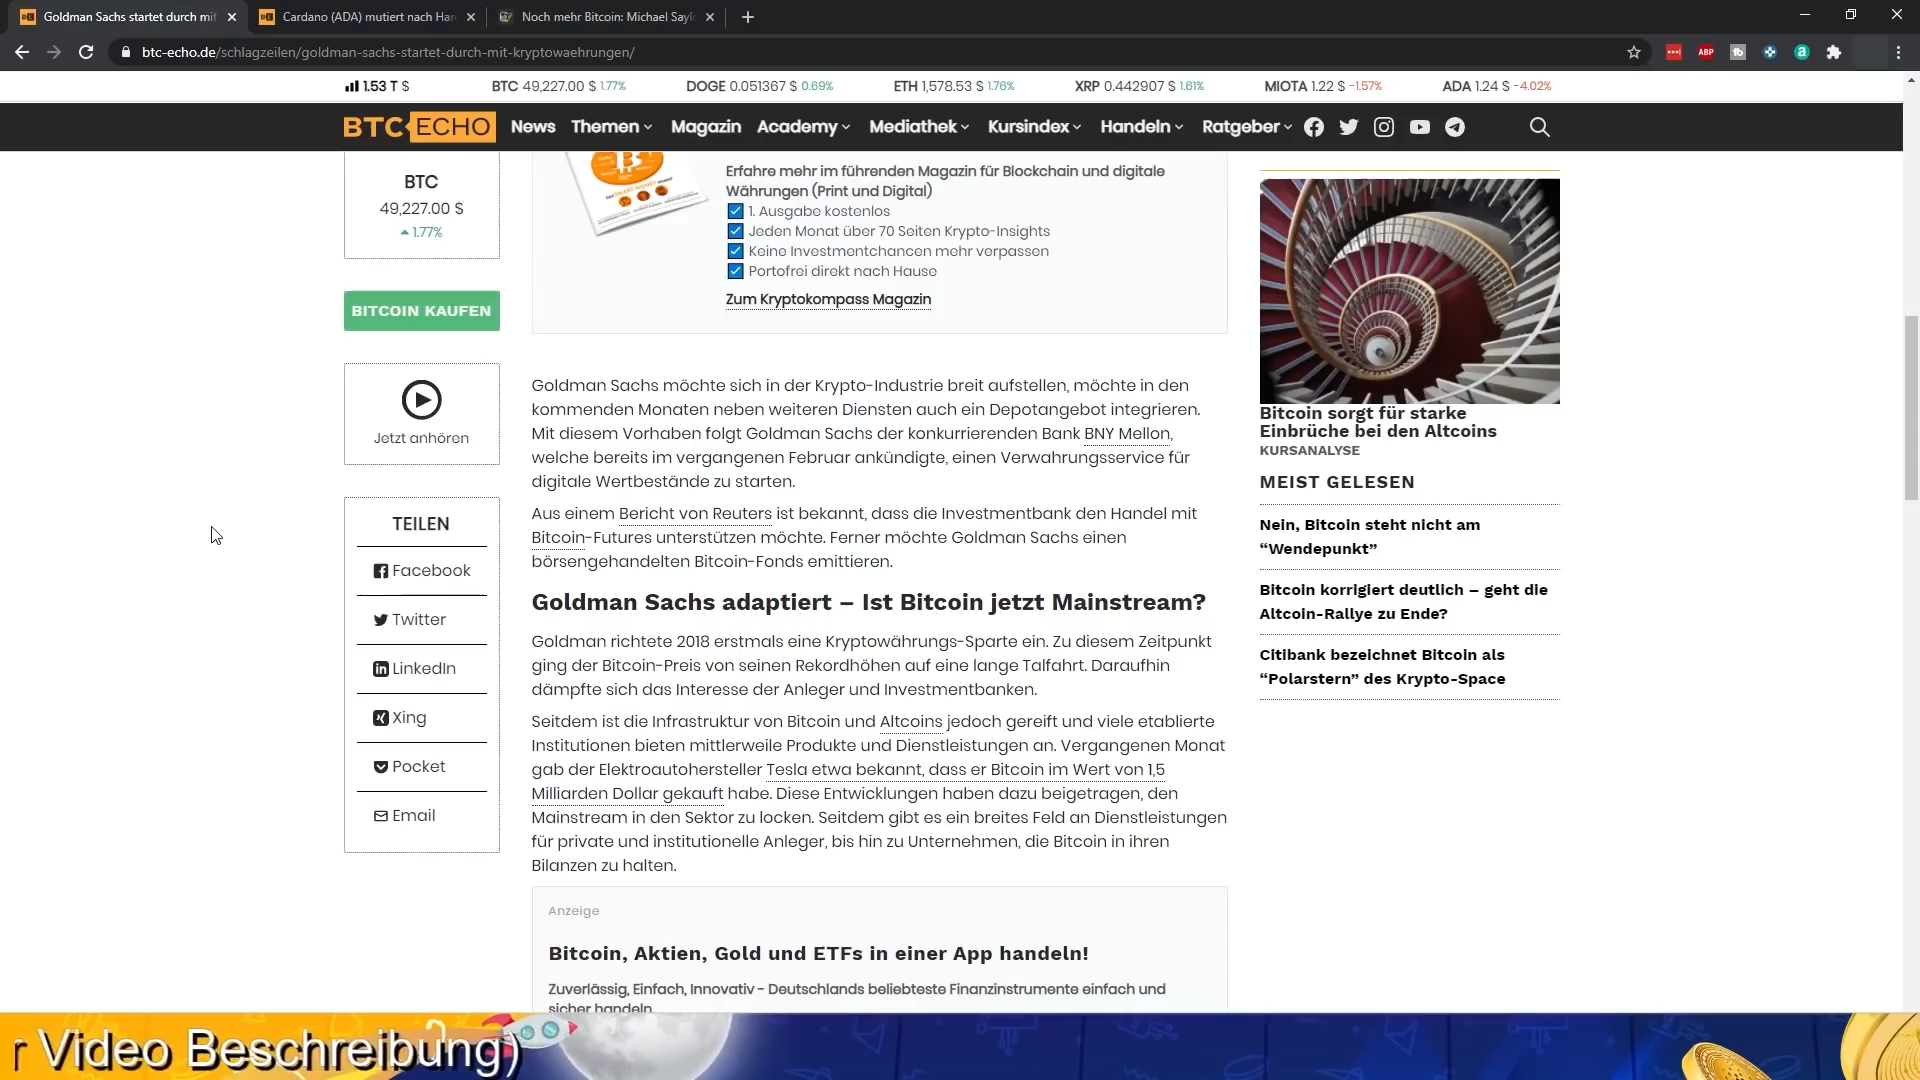 Goldman Sachs startet durch mit
Cardano (ADA) mutiert nach Hard
Noch mehr Bitcoin: Michael Saylo
btc-echo.de/schlagzeilen/goldman-sachs-startet-durch-mit-kryptowaehrungen/
1.53 T $
BTC 49,227.00 $ 1.77%
DOGE 0.051367 $ 0.69%
ETH 1,578.53 $ 1.76%
XRP 0.442907 $ 1.61%
MIOTA 1.22 $ -1.57%
ADA 1.24 $ -4.02%
BTC ECHO
News
Themen
Magazin
Academy
Mediathek
Kursindex
Handeln
Ratgeber
BTC
49,227.00 $
1.77%
BITCOIN KAUFEN
Jetzt anhören
TEILEN
Facebook
Twitter
LinkedIn
Xing
Pocket
Email
Erfahre mehr im führenden Magazin für Blockchain und digitale
Währungen (Print und Digital)
1. Ausgabe kostenlos
Jeden Monat über 70 Seiten Krypto-Insights
Keine Investmentchancen mehr verpassen
Portofrei direkt nach Hause
Zum Kryptokompass Magazin
Goldman Sachs möchte sich in der Krypto-Industrie breit aufstellen, möchte in den
kommenden Monaten neben weiteren Diensten auch ein Depotangebot integrieren.
Mit diesem Vorhaben folgt Goldman Sachs der konkurrierenden Bank BNY Mellon,
welche bereits im vergangenen Februar ankündigte, einen Verwahrungsservice für
digitale Wertbestände zu starten.
Aus einem Bericht von Reuters ist bekannt, dass die Investmentbank den Handel mit
Bitcoin-Futures unterstützen möchte. Ferner möchte Goldman Sachs einen
börsengehandelten Bitcoin-Fonds emittieren.
Goldman Sachs adaptiert – Ist Bitcoin jetzt Mainstream?
Goldman richtete 2018 erstmals eine Kryptowährungs-Sparte ein. Zu diesem Zeitpunkt
ging der Bitcoin-Preis von seinen Rekordhöhen auf eine lange Talfahrt. Daraufhin
dämpfte sich das Interesse der Anleger und Investmentbanken.
Seitdem ist die Infrastruktur von Bitcoin und Altcoins jedoch gereift und viele etablierte
Institutionen bieten mittlerweile Produkte und Dienstleistungen an. Vergangenen Monat
gab der Elektroautohersteller Tesla etwa bekannt, dass er Bitcoin im Wert von 1,5
Milliarden Dollar gekauft habe. Diese Entwicklungen haben dazu beigetragen, den
Mainstream in den Sektor zu locken. Seitdem gibt es ein breites Feld an Dienstleistungen
für private und institutionelle Anleger, bis hin zu Unternehmen, die Bitcoin in ihren
Bilanzen zu halten.
Anzeige
Bitcoin, Aktien, Gold und ETFs in einer App handeln!
Zuverlässig, Einfach, Innovativ - Deutschlands beliebteste Finanzinstrumente einfach und
sicher handeln.
Bitcoin sorgt für starke
Einbrüche bei den Altcoins
KURSANALYSE
MEIST GELESEN
Nein, Bitcoin steht nicht am
“Wendepunkt”
Bitcoin korrigiert deutlich – geht die
Altcoin-Rallye zu Ende?
Citibank bezeichnet Bitcoin als
“Polarstern” des Krypto-Space
r Video Beschreibung)